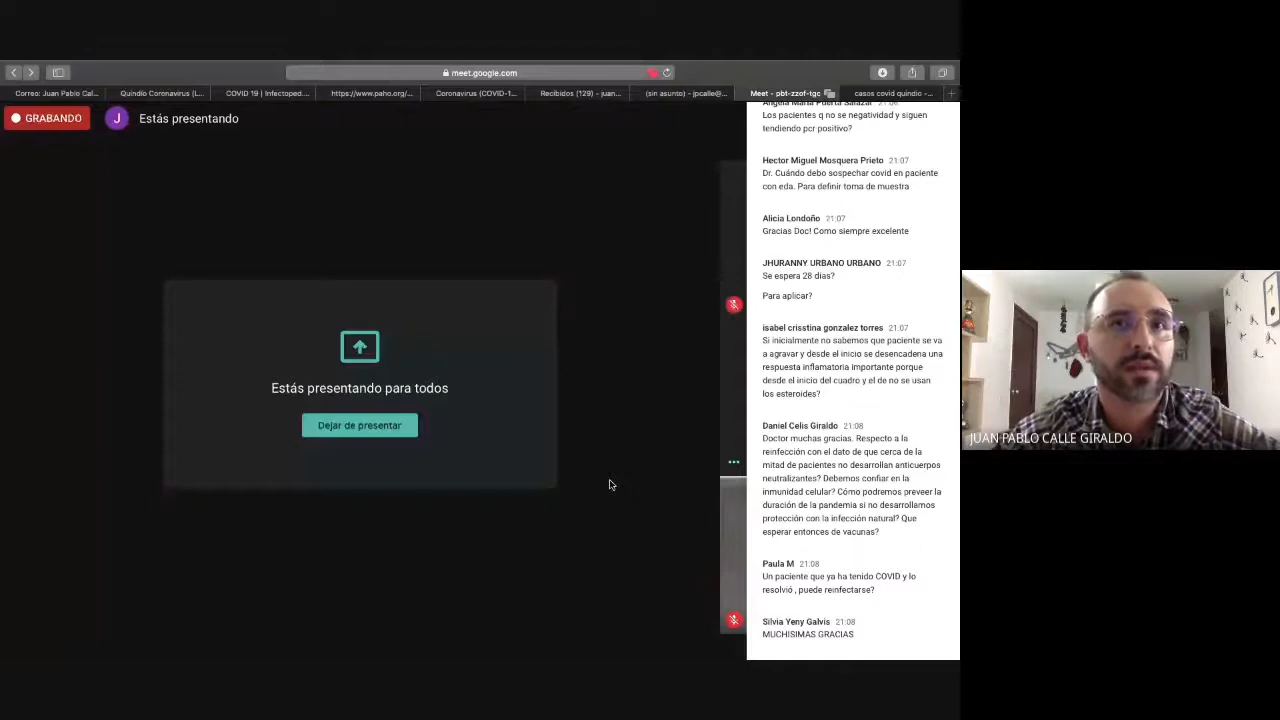 meet.google.com
Correo: Juan Pablo Cal...
Quindío Coronavirus (L...
COVID 19 | Infectoped...
https://www.paho.org/...
Coronavirus (COVID-1...
Recibidos (129) – juan...
(sin asunto) – jpcalle@...
Meet – pbt-zzof-tgc
casos covid quindio -...
GRABANDO
J
Estás presentando
Estás presentando para todos
Dejar de presentar
Angela Maria Puerta Salazar 21:06
Los pacientes q no se negatividad y siguen
tendiendo pcr positivo?
Hector Miguel Mosquera Prieto 21:07
Dr. Cuándo debo sospechar covid en paciente
con eda. Para definir toma de muestra
Alicia Londoño 21:07
Gracias Doc! Como siempre excelente
JHURANNY URBANO URBANO 21:07
Se espera 28 días?
Para aplicar?
isabel crisstina gonzalez torres 21:07
Si inicialmente no sabemos que paciente se va
a agravar y desde el inicio se desencadena una
respuesta inflamatoria importante porque
desde el inicio del cuadro y el de no se usan
los esteroides?
Daniel Celis Giraldo 21:08
Doctor muchas gracias. Respecto a la
reinfección con el dato de que cerca de la
mitad de pacientes no desarrollan anticuerpos
neutralizantes? Debemos confiar en la
inmunidad celular? Cómo podremos preveer la
duración de la pandemia si no desarrollamos
protección con la infección natural? Que
esperar entonces de vacunas?
Paula M 21:08
Un paciente que ya ha tenido COVID y lo
resolvió , puede reinfectarse?
Silvia Yeny Galvis 21:08
MUCHISIMAS GRACIAS
JUAN PABLO CALLE GIRALDO